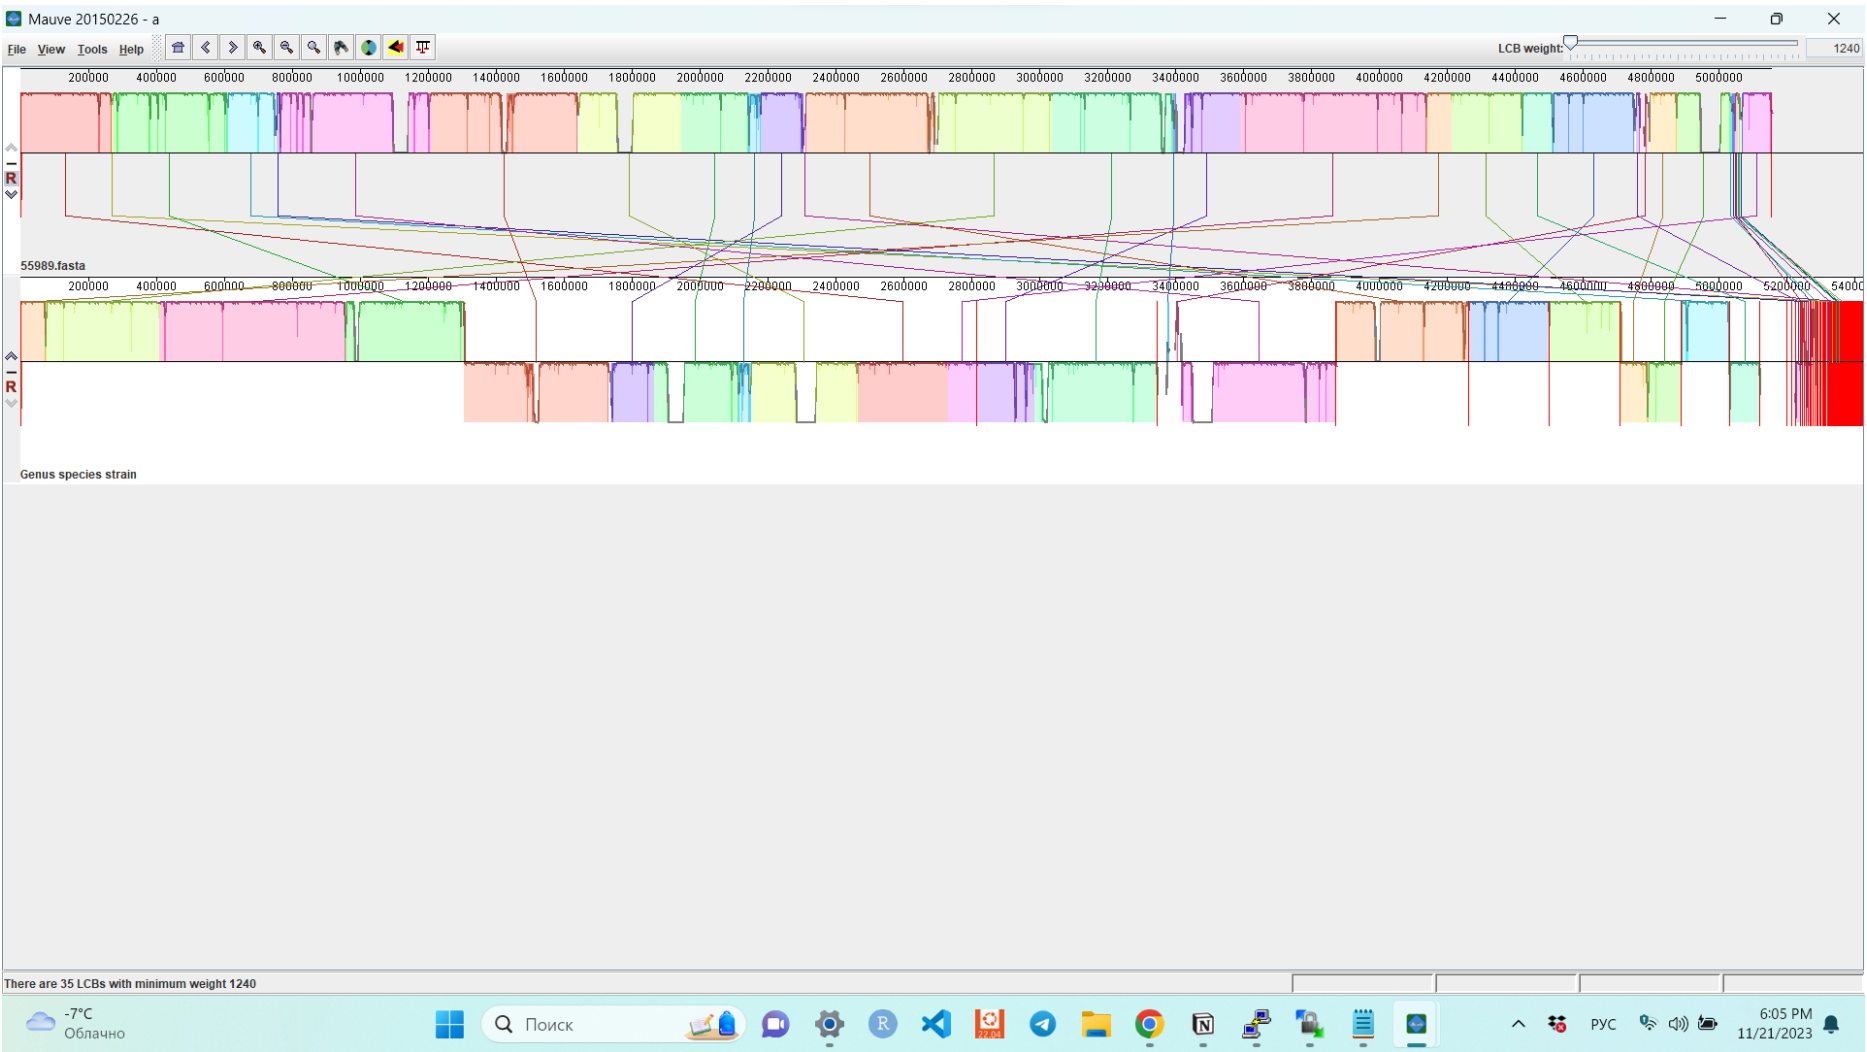 Mauve 20150226 - a
File View Tools Help
LCB weight: 1240
200000 400000 600000 800000 1000000 1200000 1400000 1600000 1800000 2000000 2200000 2400000 2600000 2800000 3000000 3200000 3400000 3600000 3800000 4000000 4200000 4400000 4600000 4800000 5000000
R
55989.fasta
200000 400000 600000 800000 1000000 1200000 1400000 1600000 1800000 2000000 2200000 2400000 2600000 2800000 3000000 3200000 3400000 3600000 3800000 4000000 4200000 4400000 4600000 4800000 5000000 5200000 540000
R
Genus species strain
There are 35 LCBs with minimum weight 1240
-7°C
Облачно
Поиск
R
22.04
N
РУС
6:05 PM
11/21/2023